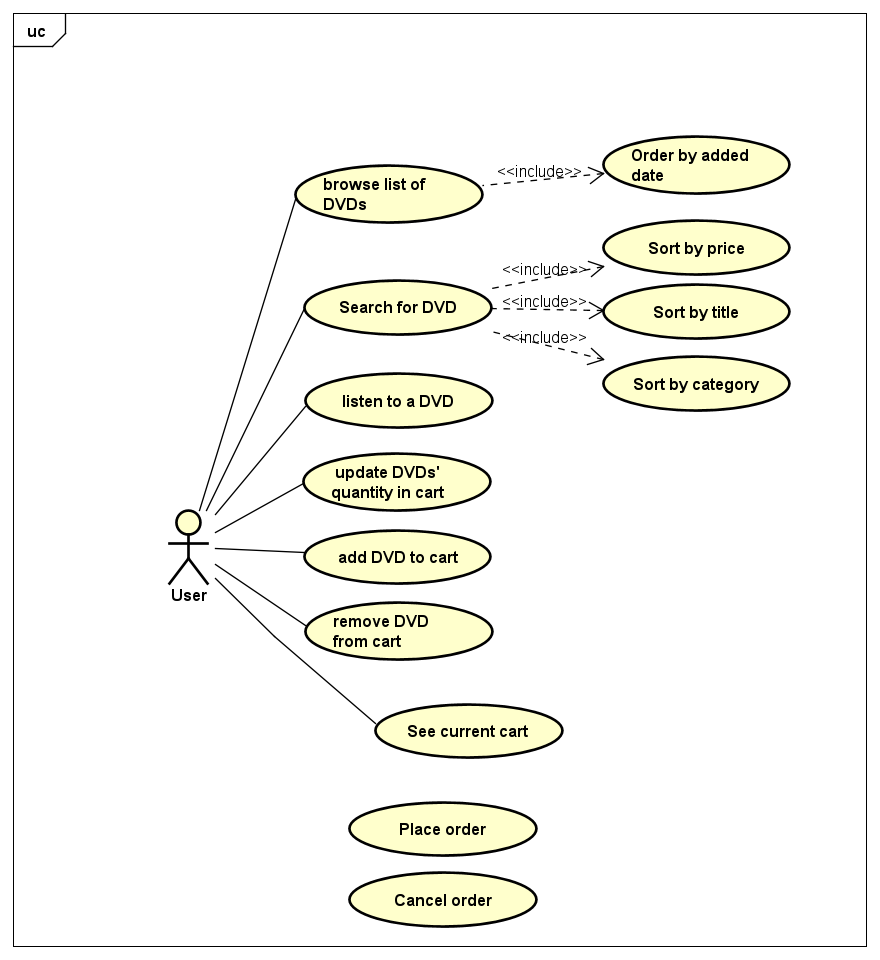 uc
browse list of
DVDs
<<include>>
Order by added
date
Search for DVD
<<include>>
Sort by price
<<include>>
Sort by title
<<include>>
Sort by category
listen to a DVD
update DVDs'
quantity in cart
add DVD to cart
User
remove DVD
from cart
See current cart
Place order
Cancel order